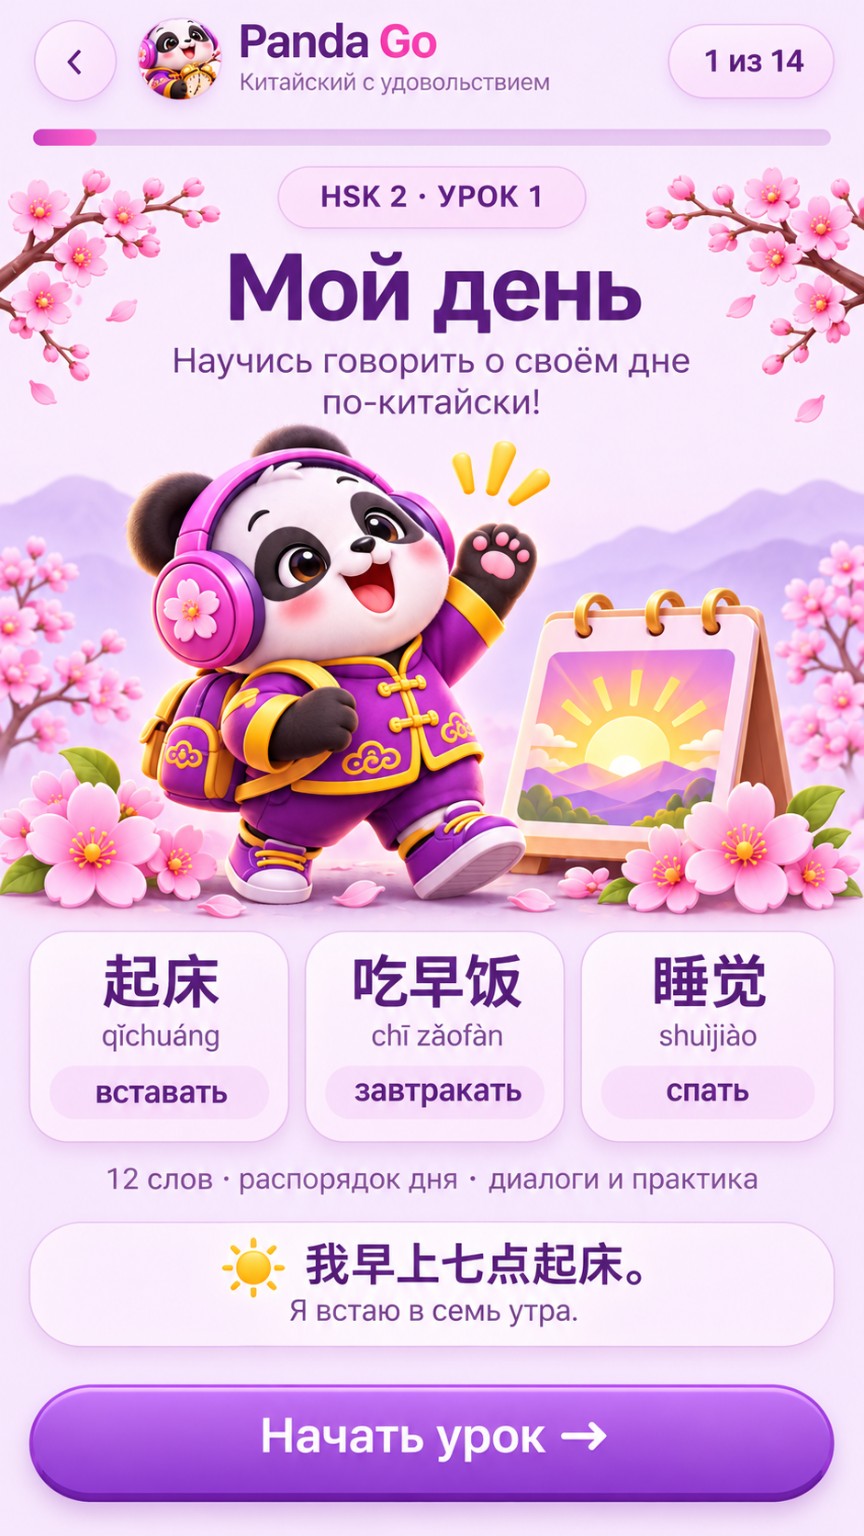 Panda Go
Китайский с удовольствием
1 из 14
HSK 2 · УРОК 1
Мой день
Научись говорить о своём дне
по-китайски!
起床
qǐchuáng
вставать
吃早饭
chī zǎofàn
завтракать
睡觉
shuìjiào
спать
12 слов · распорядок дня · диалоги и практика
我早上七点起床。
Я встаю в семь утра.
Начать урок →